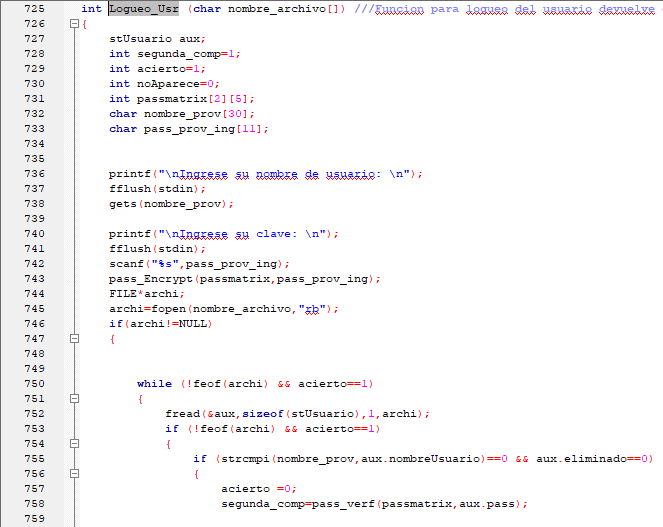 725 int Logueo_Usr (char nombre_archivo[]) ///Funcion para logueo del usuario devuelve
726 {
727 stUsuario aux;
728 int segunda_comp=1;
729 int acierto=1;
730 int noAparece=0;
731 int passmatrix[2][5];
732 char nombre_prov[30];
733 char pass_prov_ing[11];
734
735
736 printf("\nIngrese su nombre de usuario: \n");
737 fflush(stdin);
738 gets(nombre_prov);
739
740 printf("\nIngrese su clave: \n");
741 fflush(stdin);
742 scanf("%s",pass_prov_ing);
743 pass_Encrypt(passmatrix,pass_prov_ing);
744 FILE*archi;
745 archi=fopen(nombre_archivo,"rb");
746 if(archi!=NULL)
747 {
748
749
750 while (!feof(archi) && acierto==1)
751 {
752 fread(&aux,sizeof(stUsuario),1,archi);
753 if (!feof(archi) && acierto==1)
754 {
755 if (strcmpi(nombre_prov,aux.nombreUsuario)==0 && aux.eliminado==0)
756 {
757 acierto =0;
758 segunda_comp=pass_verf(passmatrix,aux.pass);
759